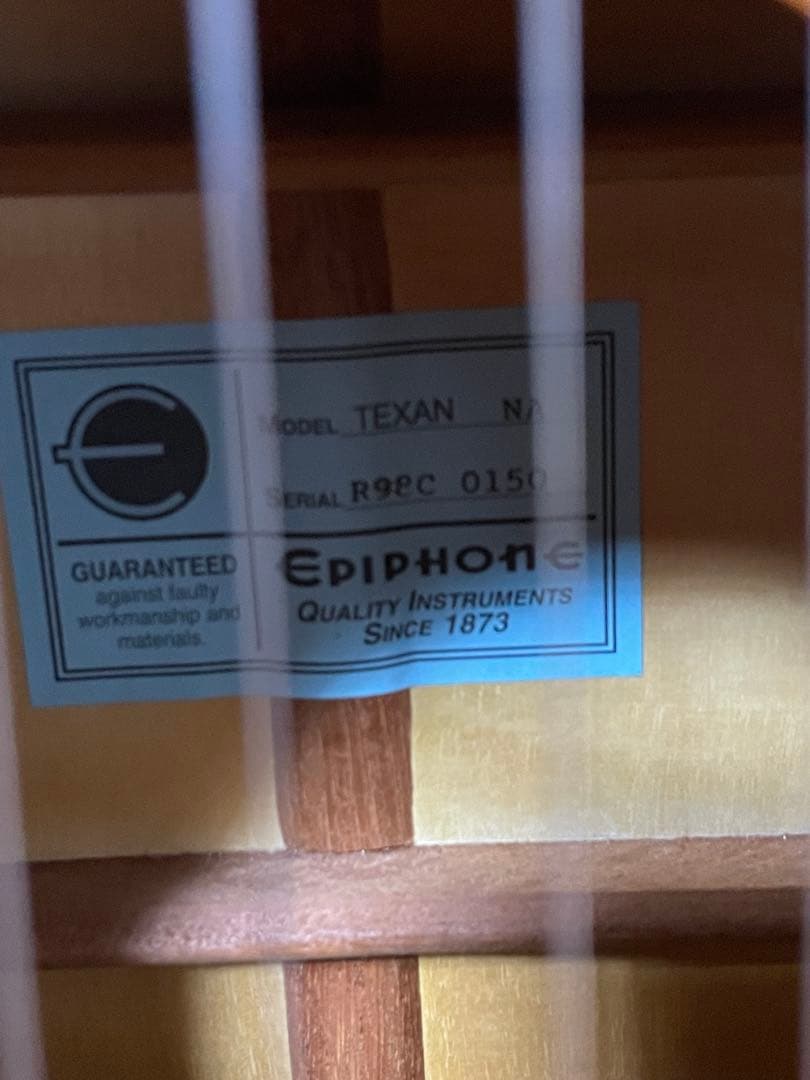 MODEL TEXAN NA
SERIAL R98C 0150
GUARANTEED
against faulty
workmanship and
materials.
EPIPHONE
QUALITY INSTRUMENTS
SINCE 1873